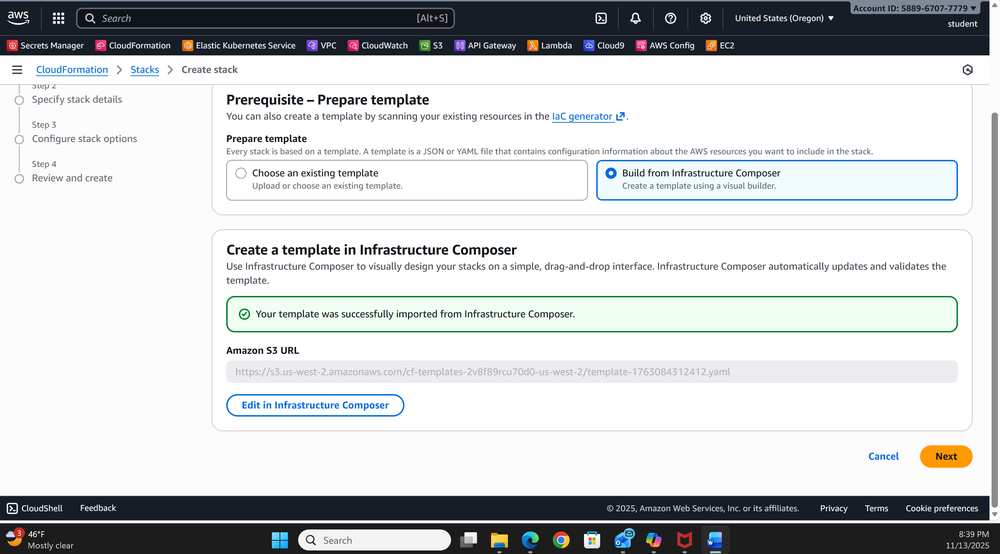 aws
Search
[Alt+S]
United States (Oregon)
Account ID: 5889-6707-7779
student
Secrets Manager
CloudFormation
Elastic Kubernetes Service
VPC
CloudWatch
S3
API Gateway
Lambda
Cloud9
AWS Config
EC2
CloudFormation
Stacks
Create stack
Step 2
Specify stack details
Step 3
Configure stack options
Step 4
Review and create
Prerequisite – Prepare template
You can also create a template by scanning your existing resources in the IaC generator.
Prepare template
Every stack is based on a template. A template is a JSON or YAML file that contains configuration information about the AWS resources you want to include in the stack.
Choose an existing template
Upload or choose an existing template.
Build from Infrastructure Composer
Create a template using a visual builder.
Create a template in Infrastructure Composer
Use Infrastructure Composer to visually design your stacks on a simple, drag-and-drop interface. Infrastructure Composer automatically updates and validates the
template.
Your template was successfully imported from Infrastructure Composer.
Amazon S3 URL
https://s3.us-west-2.amazonaws.com/cf-templates-2v8f89rcu70d0-us-west-2/template-1763084312412.yaml
Edit in Infrastructure Composer
Cancel
Next
CloudShell
Feedback
© 2025, Amazon Web Services, Inc. or its affiliates.
Privacy
Terms
Cookie preferences
3
46°F
Mostly clear
Search
8:39 PM
11/13/2025